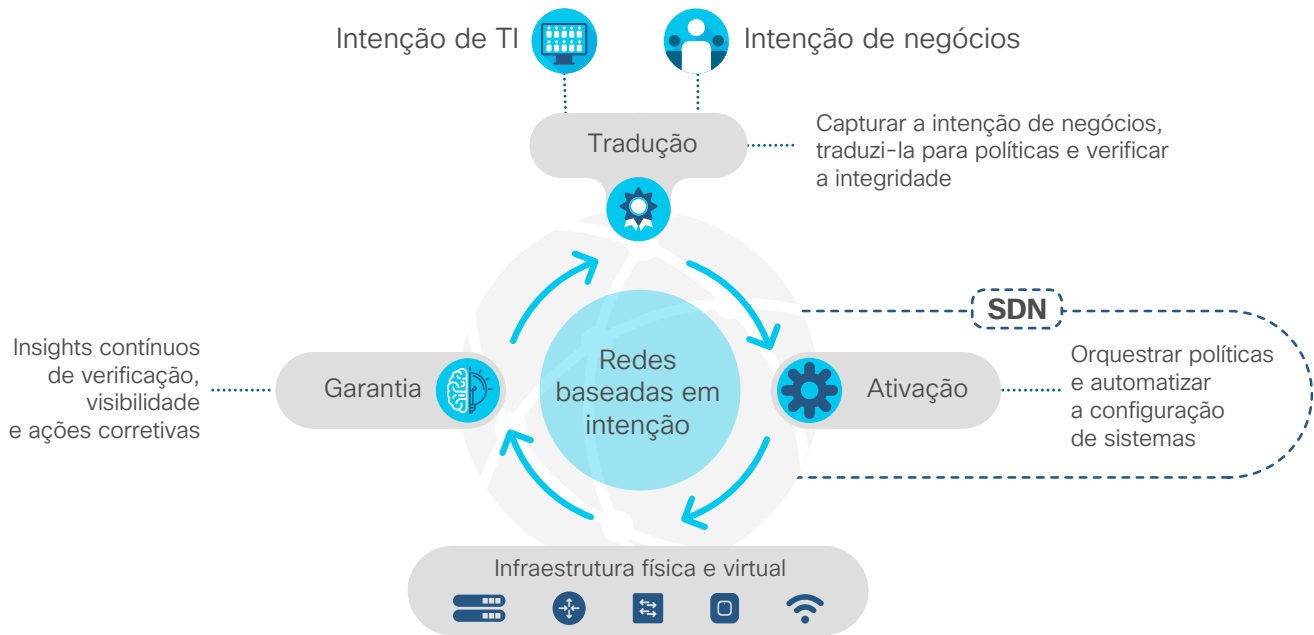 Intenção de TI
Intenção de negócios
Tradução
Capturar a intenção de negócios,
traduzi-la para políticas e verificar
a integridade
SDN
Insights contínuos
de verificação,
visibilidade
e ações corretivas
Garantia
Redes
baseadas em
intenção
Ativação
Orquestrar políticas
e automatizar
a configuração
de sistemas
Infraestrutura física e virtual